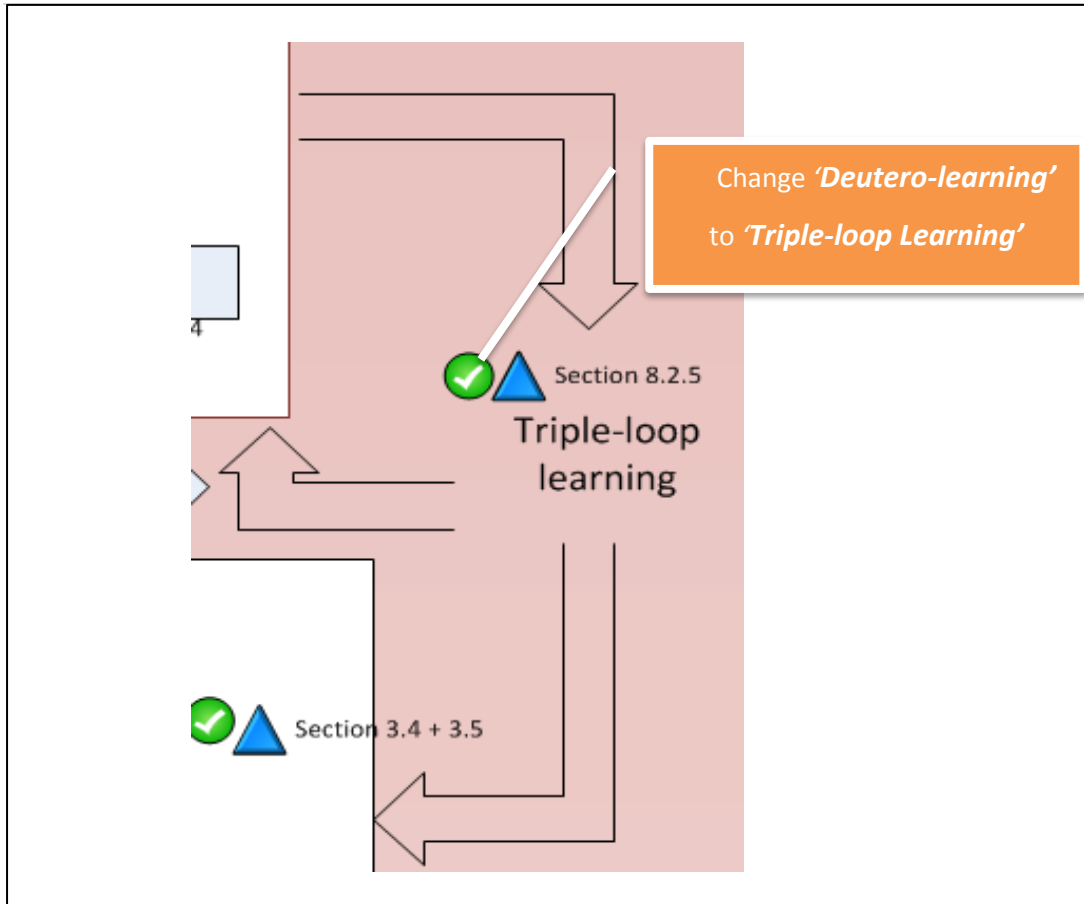 Change ‘Deutero-learning’
to ‘Triple-loop Learning’
4
Section 8.2.5
Triple-loop
learning
Section 3.4 + 3.5